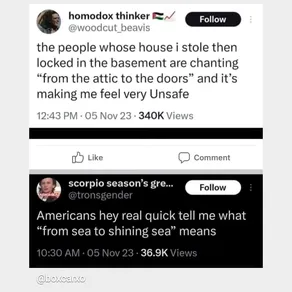 homodox thinker 🇵🇸📈
Follow
@woodcut_beavis
the people whose house i stole then
locked in the basement are chanting
“from the attic to the doors” and it’s
making me feel very Unsafe
12:43 PM · 05 Nov 23 · 340K Views
Like
Comment
scorpio season’s gre...
Follow
@tronsgender
Americans hey real quick tell me what
“from sea to shining sea” means
10:30 AM · 05 Nov 23 · 36.9K Views
@boxcarxo